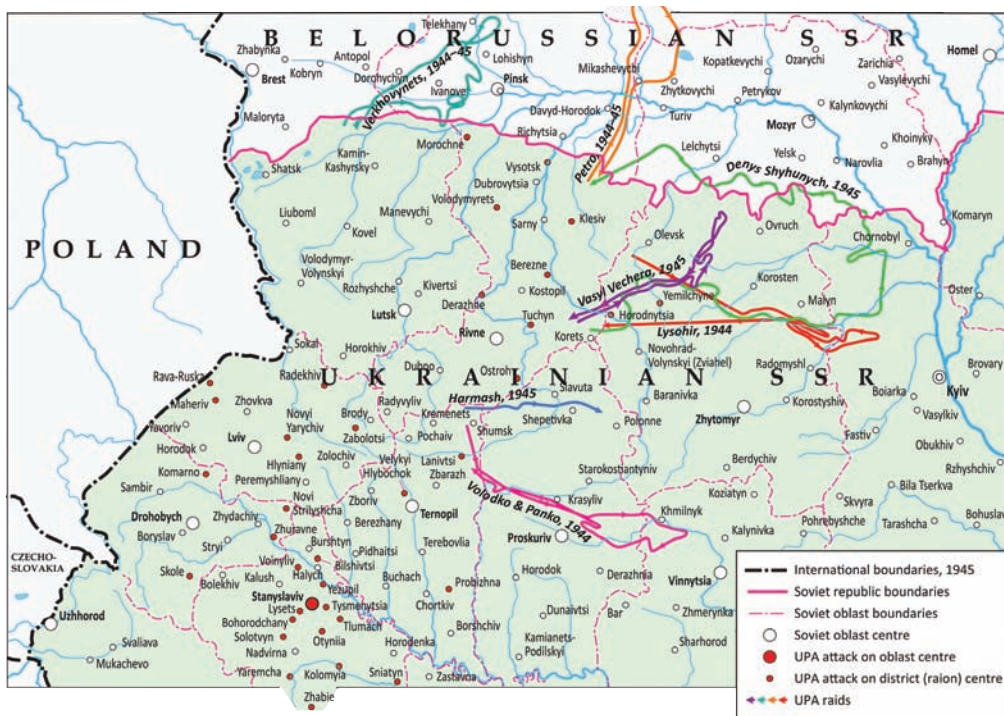 Telekhany
BELORUSSIAN SSR
Zhabynka
Antopol
Lohishyn
Ozarychy
Homel
Kobryn
Dorohychyn
Kopatkevychy
Zarichia
Brest
Pinsk
Mikashevychy
Vasylevychy
Ivanove
Zhytkovychy
Petrykov
Verkhovynets, 1944–45
Kalynkovychy
Maloryta
Davyd-Horodok
Turiv
Mozyr
Richytsia
Petro, 1944–45
Khoinyky
Morochne
Lelchytsi
Yelsk
Narovlia
Brahyn
Kamin-
Kashyrsky
Vysotsk
Shatsk
Dubrovytsia
Denys Shyhunych, 1945
Volodymyrets
Liuboml
Manevychi
Klesiv
Komaryn
Sarny
Ovruch
Kovel
Olevsk
Chornobyl
POLAND
Volodymyr-
Volynskyi
Berezne
Vasyl Vechera, 1945
Korosten
Rozhyshche
Kivertsi
Kostopil
Yemilchyne
Oster
Derazhne
Malyn
Lutsk
Tuchyn
Horodnytsia
Lysohir, 1944
Rivne
Korets
Sokal
Horokhiv
Novohrad-
Volynskyi (Zviahel)
Radomyshl
Brovary
Dubno
Ostroh
UKRAINIAN SSR
Rava-Ruska
Radekhiv
Slavuta
Kyiv
Maheriv
Harmash, 1945
Baranivka
Boiarka
Zhovkva
Radyvyliv
Korostyshiv
Novyi
Yarychiv
Brody
Kremenets
Shepetivka
Zhytomyr
Vasylkiv
Yavoriv
Zabolotsi
Shumsk
Polonne
Fastiv
Lviv
Pochaiv
Obukhiv
Horodok
Hlyniany
Zolochiv
Velykyi
Hlybochok
Lanivtsi
Berdychiv
Rzhyshchiv
Komarno
Peremyshliany
Zbarazh
Starokostiantyniv
Sambir
Novi
Strilyshcha
Zboriv
Volodko & Panko, 1944
Krasyliv
Koziatyn
Skvyra
Bila Tserkva
Drohobych
Zhydachiv
Ternopil
Khmilnyk
Bohuslav
Boryslav
Zhuravne
Berezhany
Pohrebyshche
Tarashcha
Stryi
Burshtyn
Terebovlia
Proskuriv
Kalynivka
CZECHO-
SLOVAKIA
Voinyliv
Pidhaitsi
Skole
Halych
Bilshivtsi
Horodok
Derazhnia
Vinnytsia
Bolekhiv
Kalush
Yezupil
Buchach
Probizhna
Stanyslaviv
Uzhhorod
Lysets
Tysmenytsia
Chortkiv
Bar
Zhmerynka
Bohorodchany
Tlumach
Dunaivtsi
Solotvyn
Otyniia
Borshchiv
Svaliava
Nadvirna
Horodenka
Kamianets-
Podilskyi
Sharhorod
Mukachevo
Yaremcha
Kolomyia
Sniatyn
Zastavna
Zhabie
International boundaries, 1945
Soviet republic boundaries
Soviet oblast boundaries
Soviet oblast centre
UPA attack on oblast centre
UPA attack on district (raion) centre
UPA raids